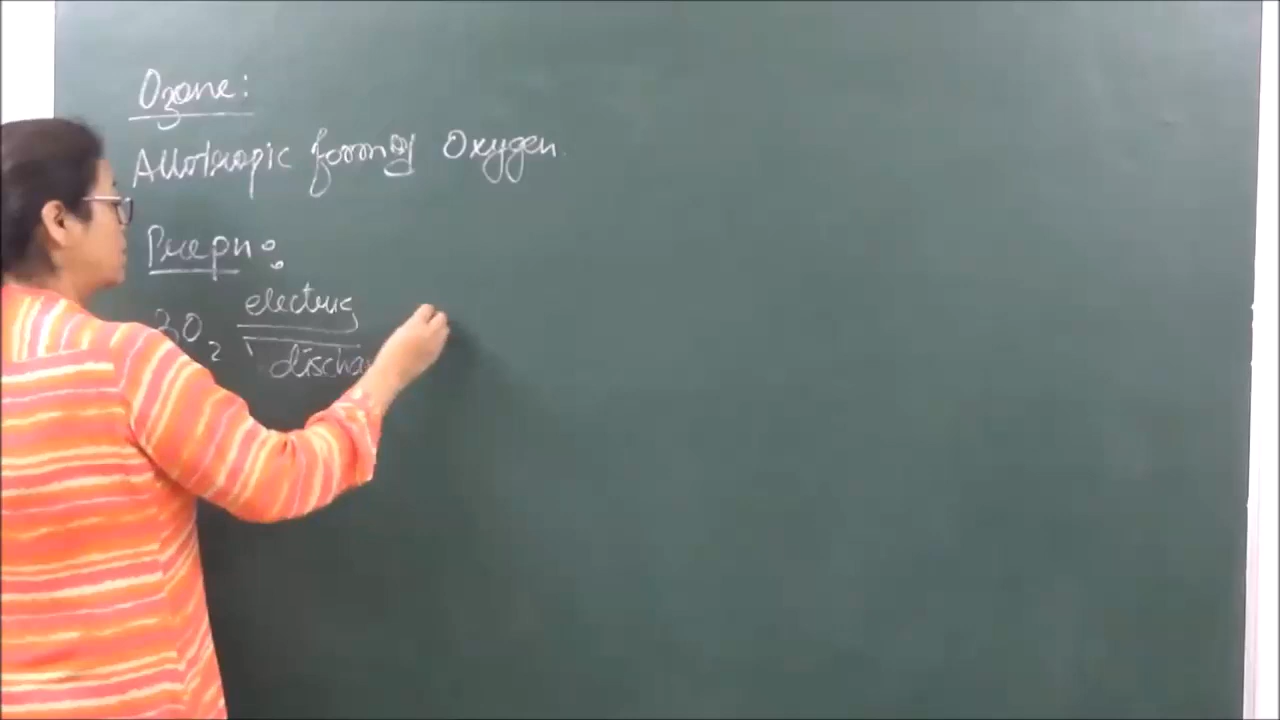 Ozone:
Allotropic form of Oxygen.
Prepn:
3O₂ electric
discha